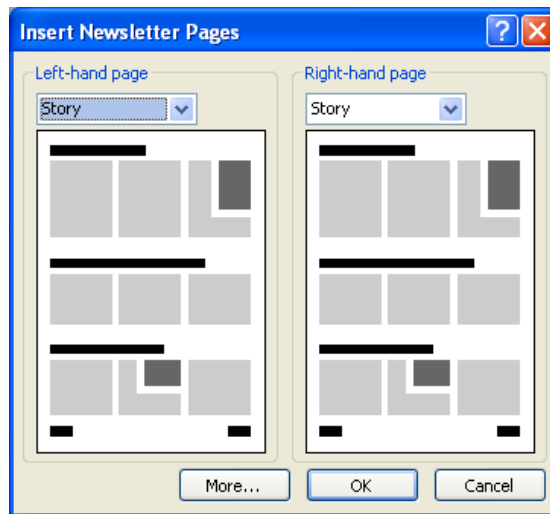 Insert Newsletter Pages
Left-hand page
Right-hand page
Story
Story
More...
OK
Cancel